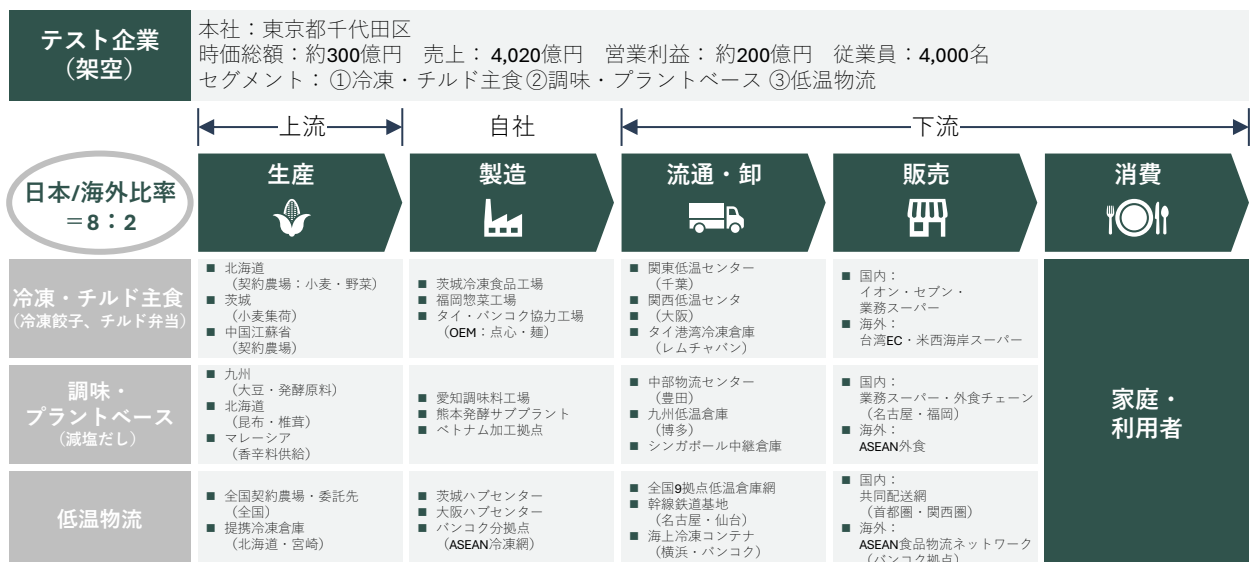 テスト企業
（架空）
本社：東京都千代田区
時価総額：約300億円　売上： 4,020億円　営業利益： 約200億円　従業員：4,000名
セグメント： ①冷凍・チルド主食 ②調味・プラントベース ③低温物流
上流
自社
下流
日本/海外比率
＝8：2
生産
製造
流通・卸
販売
消費
冷凍・チルド主食
（冷凍餃子、チルド弁当）
■ 北海道
（契約農場：小麦・野菜）
■ 茨城
（小麦集荷）
■ 中国江蘇省
（契約農場）
■ 茨城冷凍食品工場
■ 福岡惣菜工場
■ タイ・バンコク協力工場
（OEM：点心・麺）
■ 関東低温センター
（千葉）
■ 関西低温センタ
■ （大阪）
■ タイ港湾冷凍倉庫
（レムチャバン）
■ 国内：
イオン・セブン・
業務スーパー
■ 海外：
台湾EC・米西海岸スーパー
調味・
プラントベース
（減塩だし）
■ 九州
（大豆・発酵原料）
■ 北海道
（昆布・椎茸）
■ マレーシア
（香辛料供給）
■ 愛知調味料工場
■ 熊本発酵サブプラント
■ ベトナム加工拠点
■ 中部物流センター
（豊田）
■ 九州低温倉庫
（博多）
■ シンガポール中継倉庫
■ 国内：
業務スーパー・外食チェーン
（名古屋・福岡）
■ 海外：
ASEAN外食
家庭・
利用者
低温物流
■ 全国契約農場・委託先
（全国）
■ 提携冷凍倉庫
（北海道・宮崎）
■ 茨城ハブセンター
■ 大阪ハブセンター
■ バンコク分拠点
（ASEAN冷凍網）
■ 全国9拠点低温倉庫網
■ 幹線鉄道基地
（名古屋・仙台）
■ 海上冷凍コンテナ
（横浜・バンコク）
■ 国内：
共同配送網
（首都圏・関西圏）
■ 海外：
ASEAN食品物流ネットワーク
（バンコク拠点）